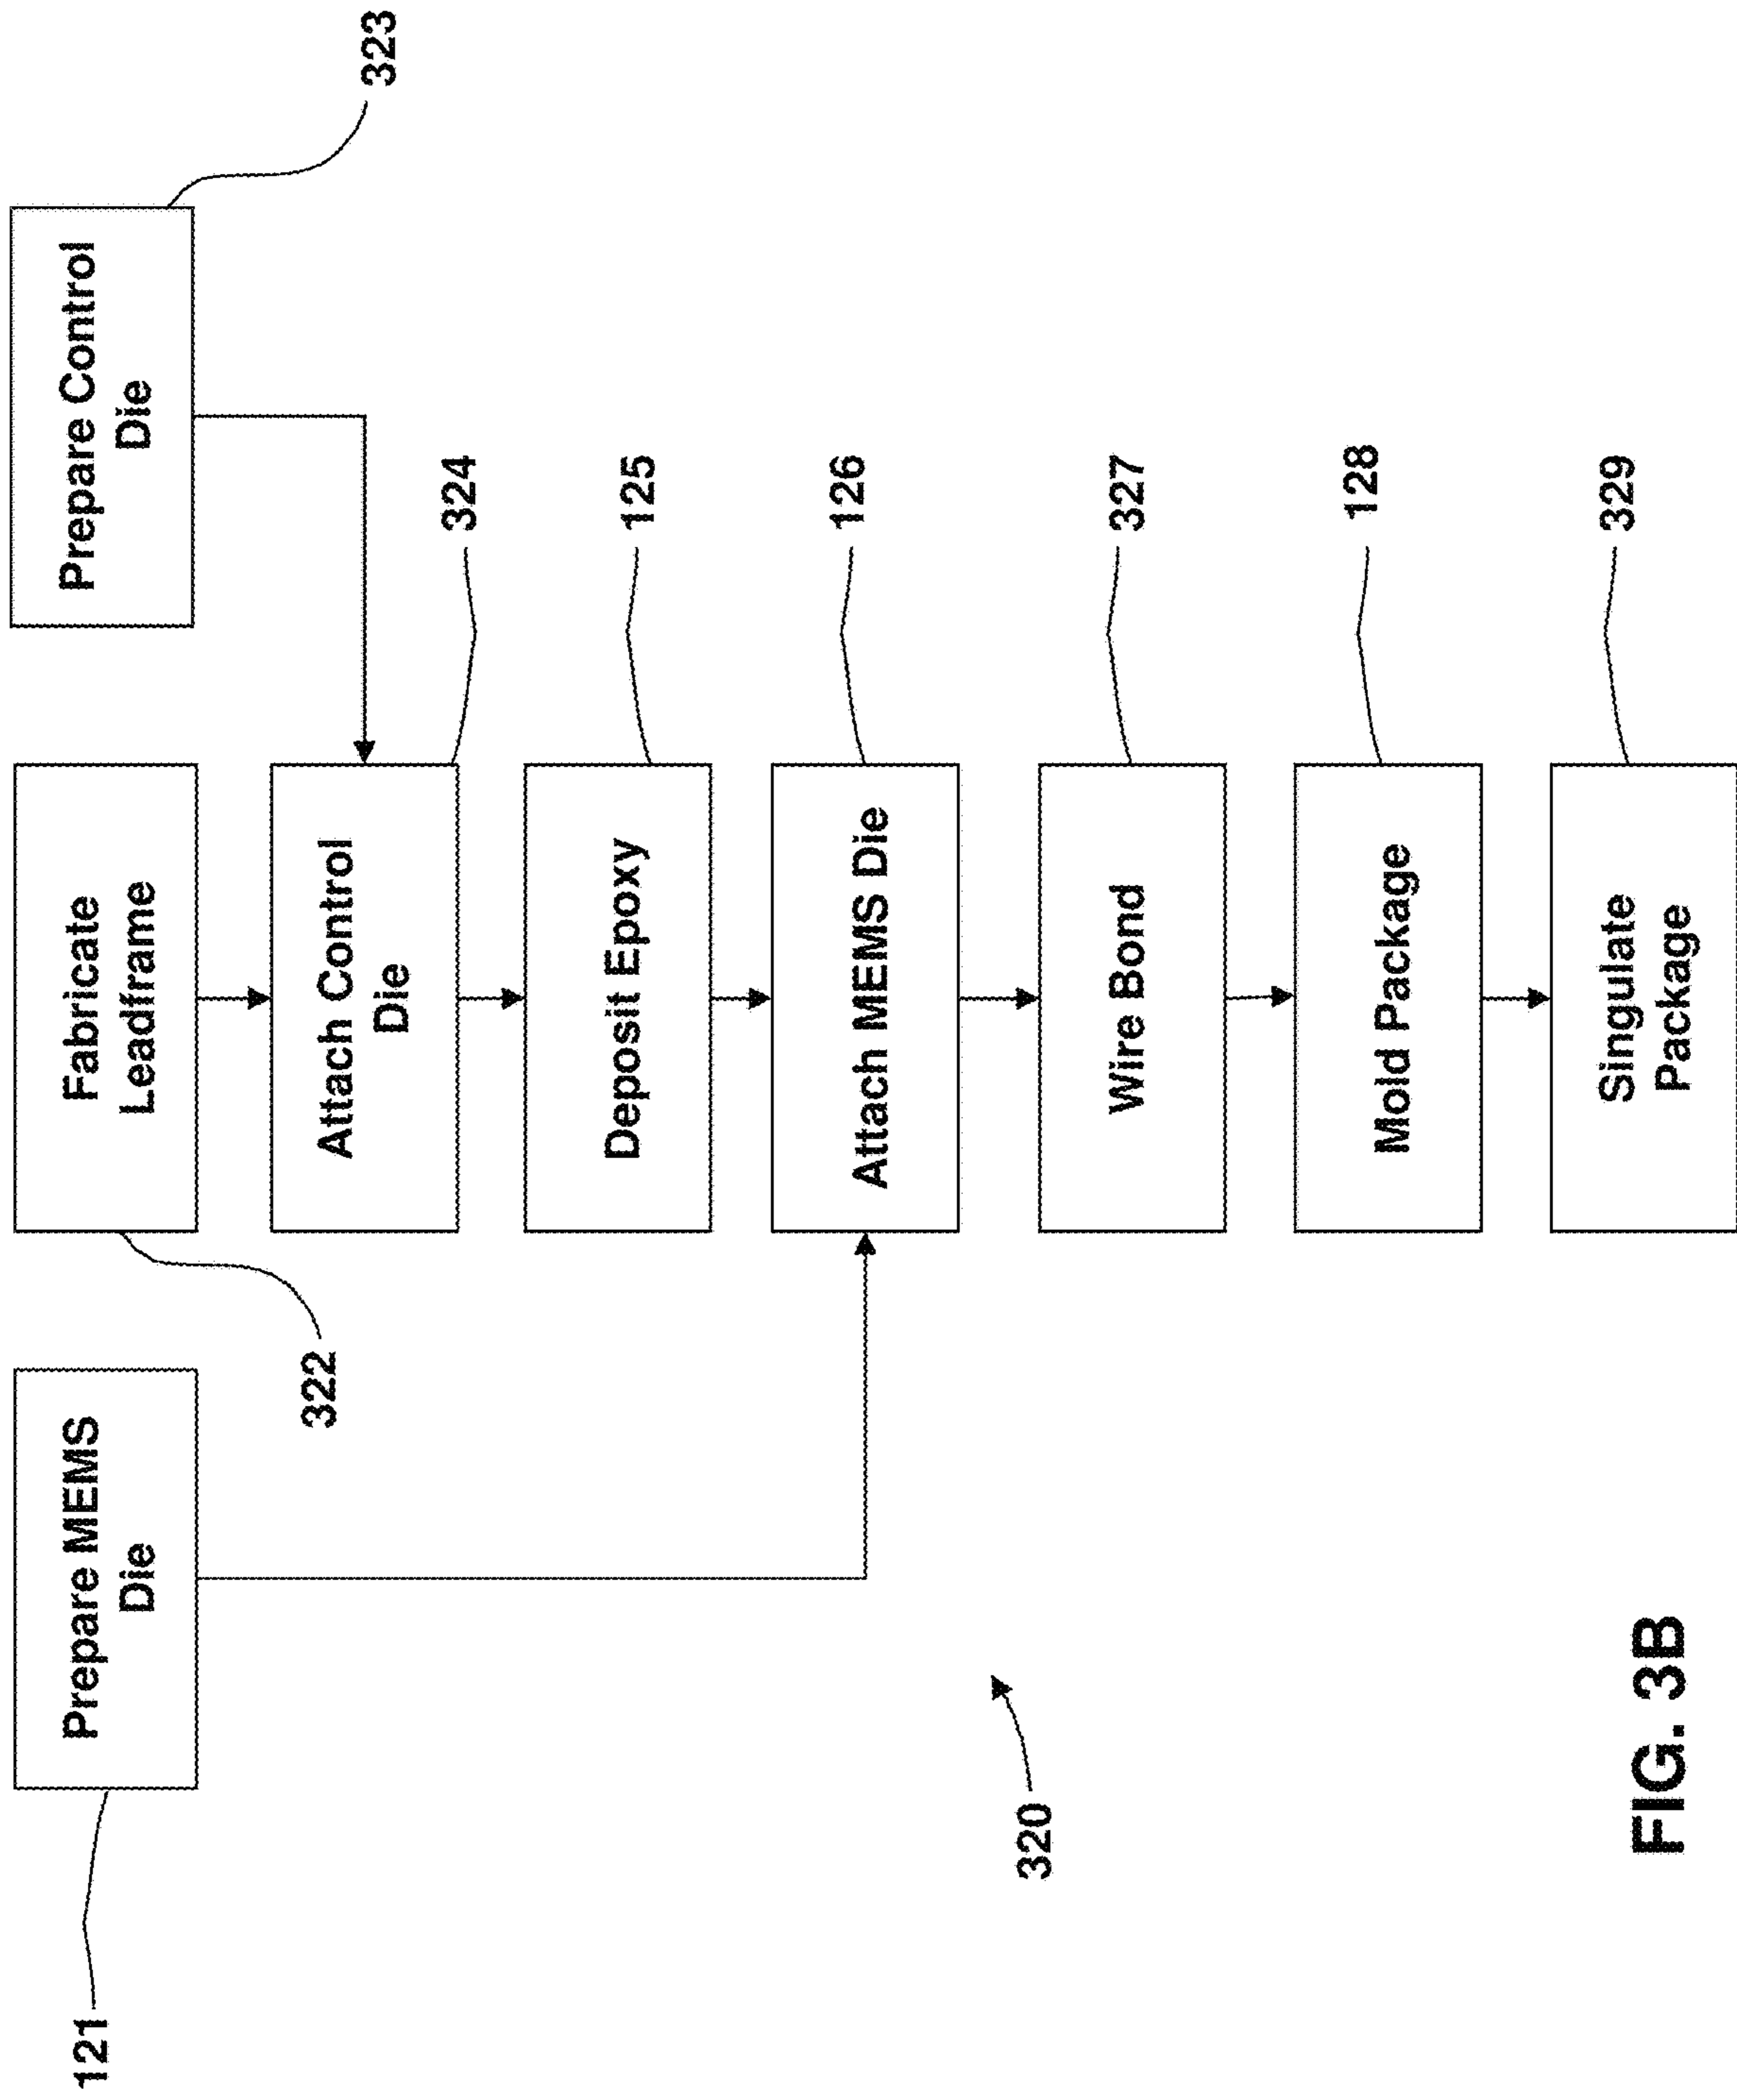 121
Prepare MEMS
Die
322
Fabricate
Leadframe
Prepare Control
Die
323
Attach Control
Die
324
Deposit Epoxy
125
Attach MEMS Die
126
Wire Bond
327
Mold Package
128
Singulate
Package
329
320
FIG. 3B